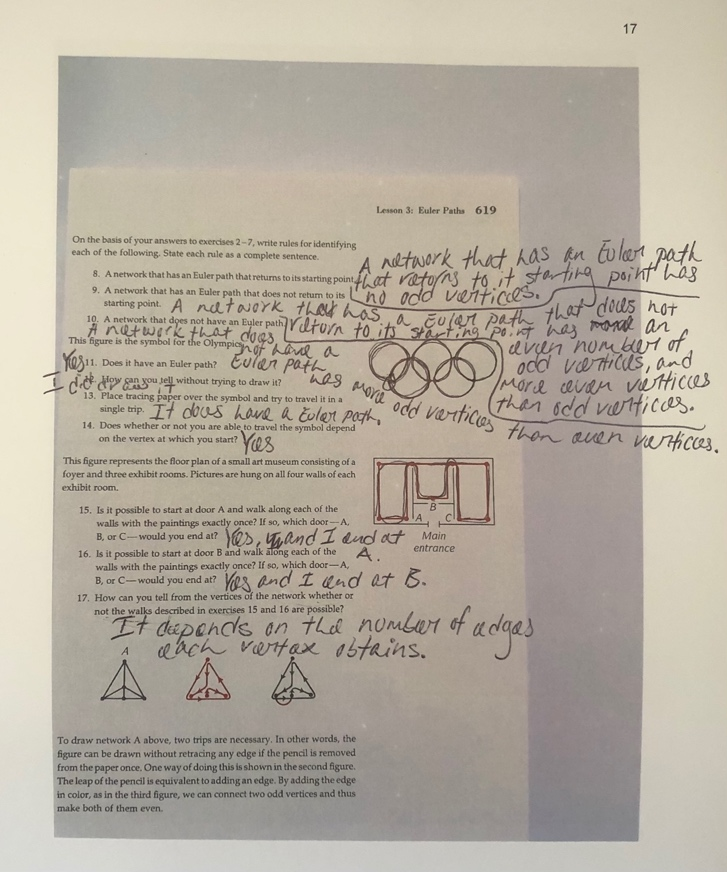 17
Lesson 3: Euler Paths 619
On the basis of your answers to exercises 2–7, write rules for identifying
each of the following. State each rule as a complete sentence.
8. A network that has an Euler path that returns to its starting point.
A network that has an Euler path
that retorns to it starting point has
no odd vertices.
9. A network that has an Euler path that does not return to its
starting point.
A network that has a Euler path that does not
return to its starting point has an
even number of
odd vertices, and
more even vertices
than odd vertices.
10. A network that does not have an Euler path.
A network that does
not have a
Euler path
has more odd vertices
than even vertices.
This figure is the symbol for the Olympic
Yes 11. Does it have an Euler path?
12. How can you tell without trying to draw it?
I did draw it
13. Place tracing paper over the symbol and try to travel it in a
single trip. It does have a Euler path.
14. Does whether or not you are able to travel the symbol depend
on the vertex at which you start? Yes
This figure represents the floor plan of a small art museum consisting of a
foyer and three exhibit rooms. Pictures are hung on all four walls of each
exhibit room.
B
A C
Main
entrance
15. Is it possible to start at door A and walk along each of the
walls with the paintings exactly once? If so, which door—A,
B, or C—would you end at? Yes, and I end at
A.
16. Is it possible to start at door B and walk along each of the
walls with the paintings exactly once? If so, which door—A,
B, or C—would you end at? Yes and I end at B.
17. How can you tell from the vertices of the network whether or
not the walks described in exercises 15 and 16 are possible?
It depends on the number of edges
each vertex obtains.
A
To draw network A above, two trips are necessary. In other words, the
figure can be drawn without retracing any edge if the pencil is removed
from the paper once. One way of doing this is shown in the second figure.
The leap of the pencil is equivalent to adding an edge. By adding the edge
in color, as in the third figure, we can connect two odd vertices and thus
make both of them even.